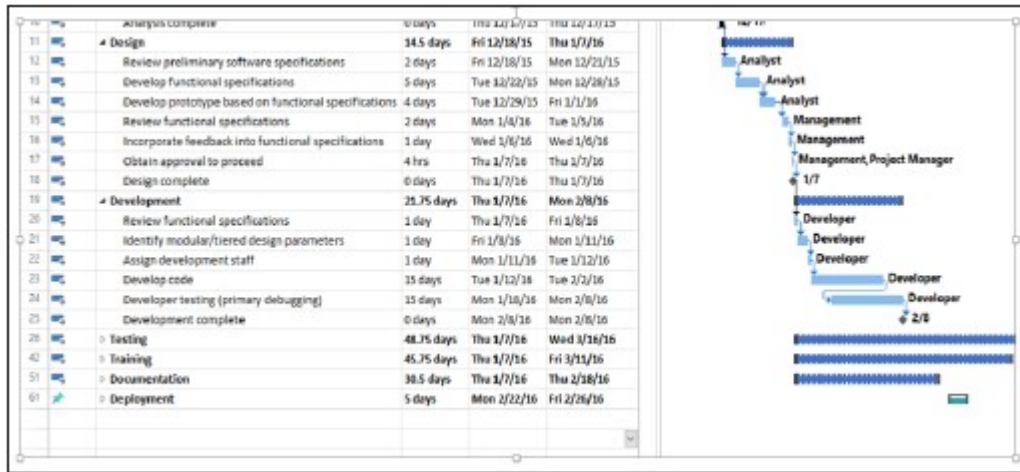 Analysis complete 0 days Thu 12/17/15 Thu 12/17/15 12/17
11 Design 14.5 days Fri 12/18/15 Thu 1/7/16
12 Review preliminary software specifications 2 days Fri 12/18/15 Mon 12/21/15 Analyst
13 Develop functional specifications 5 days Tue 12/22/15 Mon 12/28/15 Analyst
14 Develop prototype based on functional specifications 4 days Tue 12/29/15 Fri 1/1/16 Analyst
15 Review functional specifications 2 days Mon 1/4/16 Tue 1/5/16 Management
16 Incorporate feedback into functional specifications 1 day Wed 1/6/16 Wed 1/6/16 Management
17 Obtain approval to proceed 4 hrs Thu 1/7/16 Thu 1/7/16 Management, Project Manager
18 Design complete 0 days Thu 1/7/16 Thu 1/7/16 1/7
19 Development 21.75 days Thu 1/7/16 Mon 2/8/16
20 Review functional specifications 1 day Thu 1/7/16 Fri 1/8/16 Developer
21 Identify modular/tiered design parameters 1 day Fri 1/8/16 Mon 1/11/16 Developer
22 Assign development staff 1 day Mon 1/11/16 Tue 1/12/16 Developer
23 Develop code 15 days Tue 1/12/16 Tue 2/2/16 Developer
24 Developer testing (primary debugging) 15 days Mon 1/18/16 Mon 2/8/16 Developer
25 Development complete 0 days Mon 2/8/16 Mon 2/8/16 2/8
26 Testing 48.75 days Thu 1/7/16 Wed 3/16/16
42 Training 45.75 days Thu 1/7/16 Fri 3/11/16
51 Documentation 30.5 days Thu 1/7/16 Thu 2/18/16
61 Deployment 5 days Mon 2/22/16 Fri 2/26/16